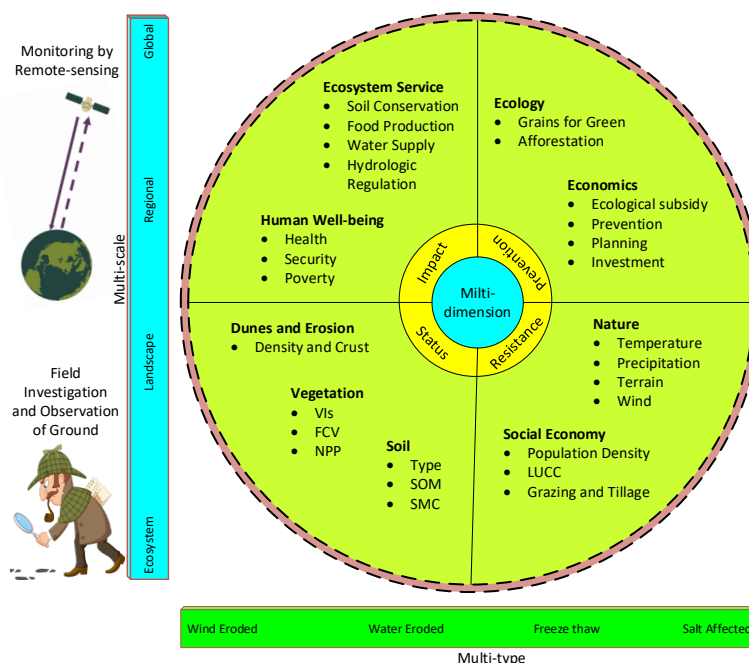 Monitoring by
Remote-sensing
Field
Investigation
and Observation
of Ground
Multi-scale
Global
Regional
Landscape
Ecosystem
Ecosystem Service
• Soil Conservation
• Food Production
• Water Supply
• Hydrologic
Regulation
Human Well-being
• Health
• Security
• Poverty
Ecology
• Grains for Green
• Afforestation
Economics
• Ecological subsidy
• Prevention
• Planning
• Investment
Impact
Prevention
Milti-
dimension
Status
Resistance
Dunes and Erosion
• Density and Crust
Vegetation
• VIs
• FCV
• NPP
Soil
• Type
• SOM
• SMC
Nature
• Temperature
• Precipitation
• Terrain
• Wind
Social Economy
• Population Density
• LUCC
• Grazing and Tillage
Wind Eroded
Water Eroded
Freeze thaw
Salt Affected
Multi-type